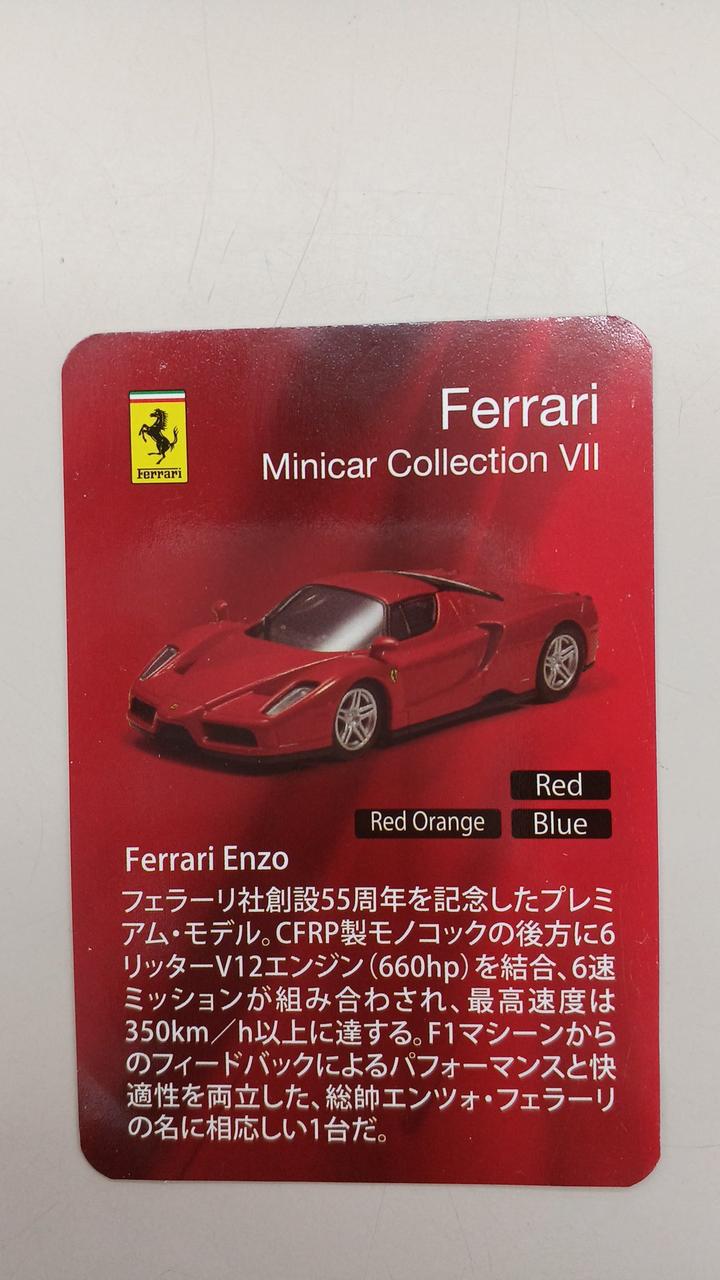 Ferrari
Ferrari
Minicar Collection VII
Red
Red Orange
Blue
Ferrari Enzo
フェラーリ社創設55周年を記念したプレミ
アム・モデル。CFRP製モノコックの後方に6
リッターV12エンジン（660hp）を結合、6速
ミッションが組み合わされ、最高速度は
350km／h以上に達する。F1マシーンから
のフィードバックによるパフォーマンスと快
適性を両立した、総帥エンツォ・フェラーリ
の名に相応しい1台だ。